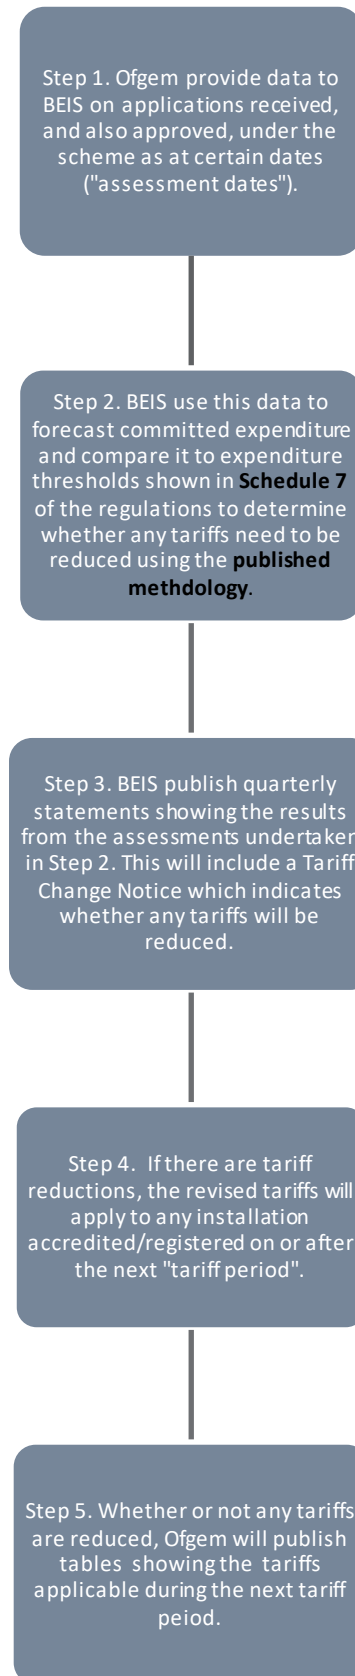 Step 1. Ofgem provide data to
BEIS on applications received,
and also approved, under the
scheme as at certain dates
("assessment dates").
Step 2. BEIS use this data to
forecast committed expenditure
and compare it to expenditure
thresholds shown in Schedule 7
of the regulations to determine
whether any tariffs need to be
reduced using the published
methdology.
Step 3. BEIS publish quarterly
statements showing the results
from the assessments undertaken
in Step 2. This will include a Tariff
Change Notice which indicates
whether any tariffs will be
reduced.
Step 4. If there are tariff
reductions, the revised tariffs will
apply to any installation
accredited/registered on or after
the next "tariff period".
Step 5. Whether or not any tariffs
are reduced, Ofgem will publish
tables showing the tariffs
applicable during the next tariff
peiod.